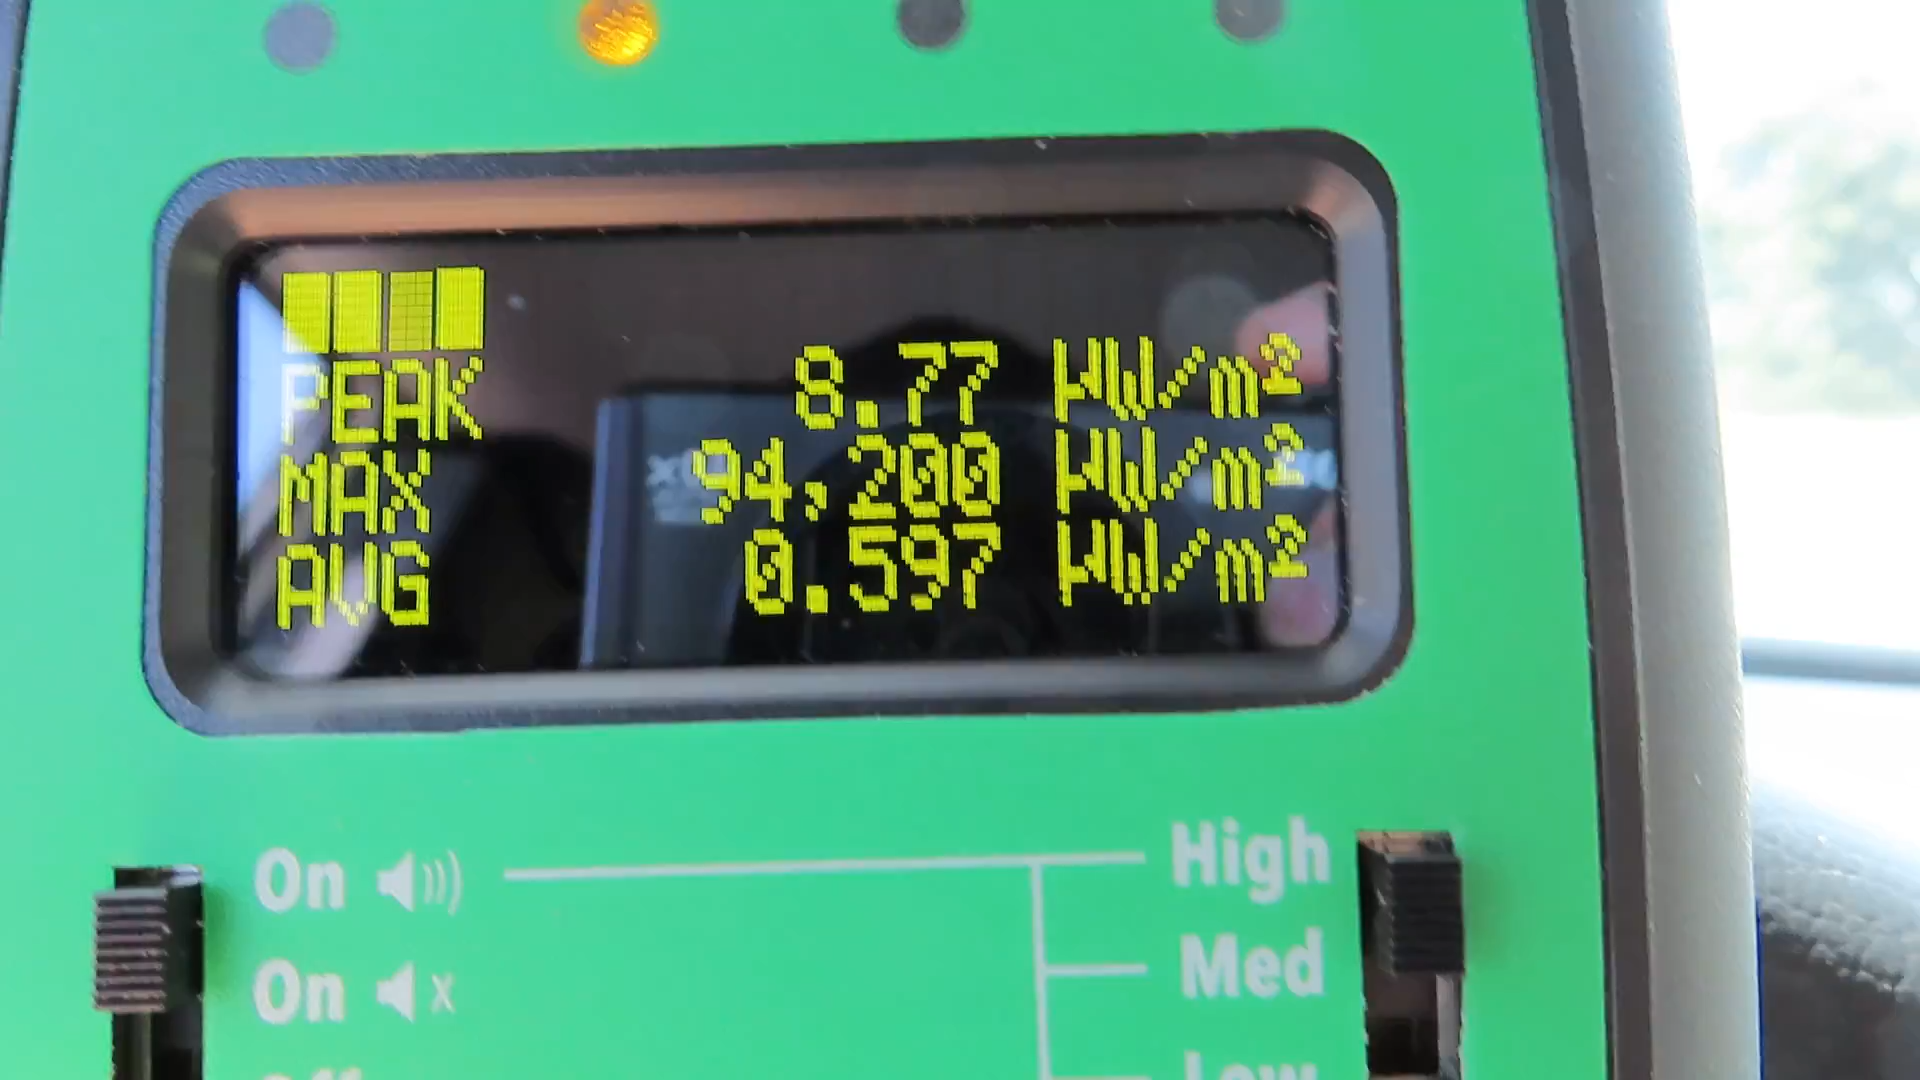 PEAK 8.77 µW/m²
MAX 94,200 µW/m²
AVG 0.597 µW/m²
On High
On x Med
Low